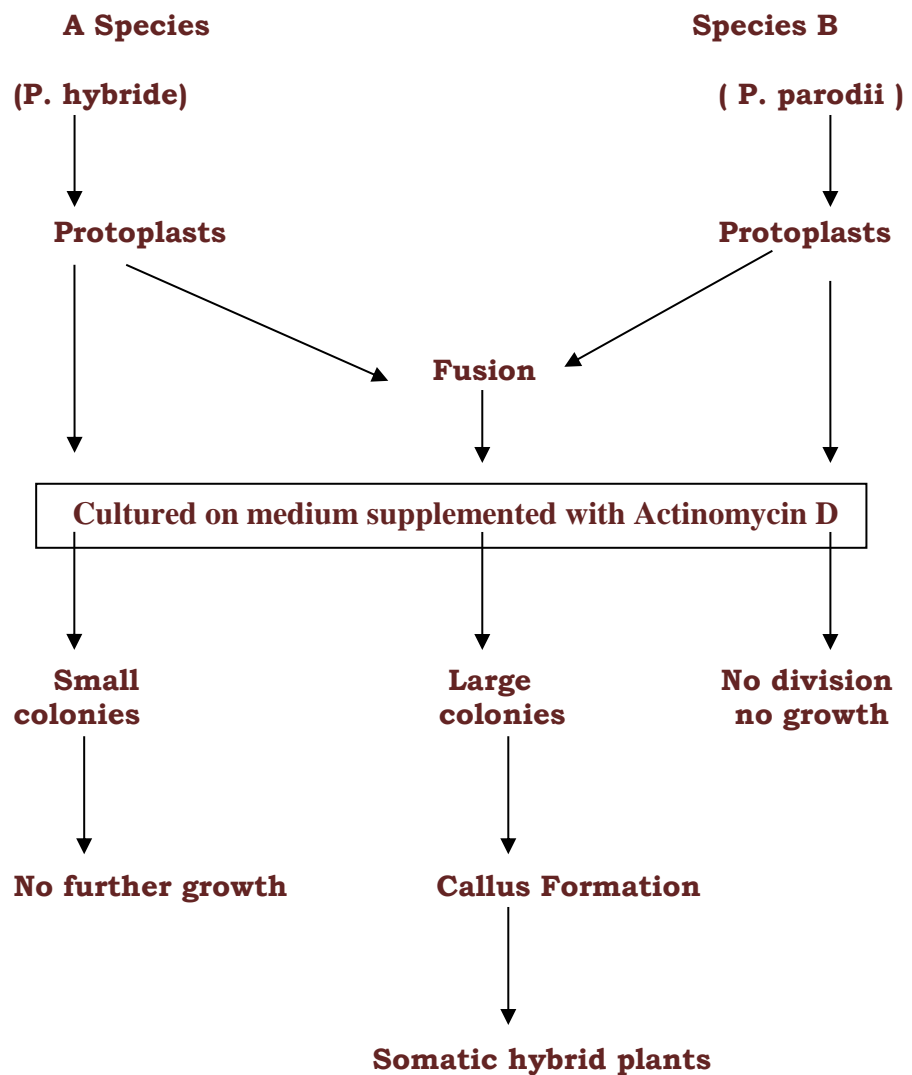 A Species
Species B
(P. hybride)
( P. parodii )
Protoplasts
Protoplasts
Fusion
Cultured on medium supplemented with Actinomycin D
Small
colonies
Large
colonies
No division
no growth
No further growth
Callus Formation
Somatic hybrid plants